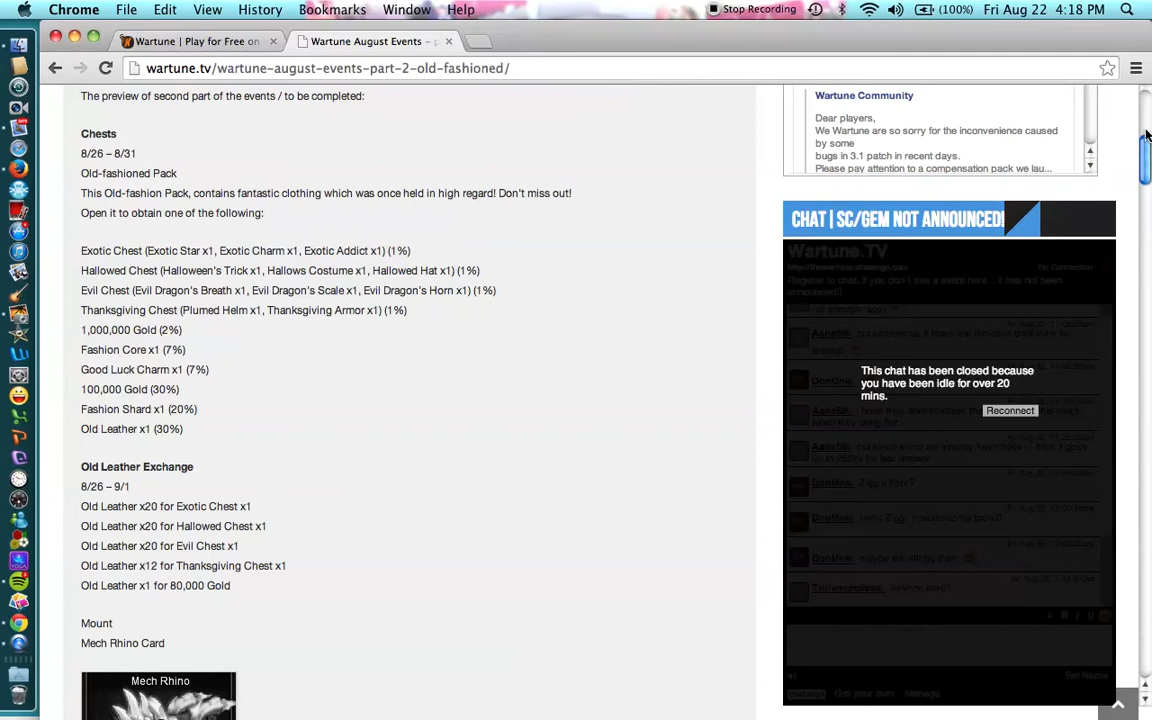 Chrome File Edit View History Bookmarks Window Help Stop Recording (100%) Fri Aug 22 4:18 PM
Wartune | Play for Free on
Wartune August Events – p
wartune.tv/wartune-august-events-part-2-old-fashioned/
The preview of second part of the events / to be completed:
Chests
8/26 – 8/31
Old-fashioned Pack
This Old-fashion Pack, contains fantastic clothing which was once held in high regard! Don't miss out!
Open it to obtain one of the following:
Exotic Chest (Exotic Star x1, Exotic Charm x1, Exotic Addict x1) (1%)
Hallowed Chest (Halloween's Trick x1, Hallows Costume x1, Hallowed Hat x1) (1%)
Evil Chest (Evil Dragon's Breath x1, Evil Dragon's Scale x1, Evil Dragon's Horn x1) (1%)
Thanksgiving Chest (Plumed Helm x1, Thanksgiving Armor x1) (1%)
1,000,000 Gold (2%)
Fashion Core x1 (7%)
Good Luck Charm x1 (7%)
100,000 Gold (30%)
Fashion Shard x1 (20%)
Old Leather x1 (30%)
Old Leather Exchange
8/26 – 9/1
Old Leather x20 for Exotic Chest x1
Old Leather x20 for Hallowed Chest x1
Old Leather x20 for Evil Chest x1
Old Leather x12 for Thanksgiving Chest x1
Old Leather x1 for 80,000 Gold
Mount
Mech Rhino Card
Mech Rhino
Wartune Community
Dear players,
We Wartune are so sorry for the inconvenience caused
by some
bugs in 3.1 patch in recent days.
Please pay attention to a compensation pack we lau...
CHAT | SC/GEM NOT ANNOUNCED!
Wartune.TV
No Connection
This chat has been closed because
you have been idle for over 20
mins.
Reconnect
Set Name
Get your own Manage